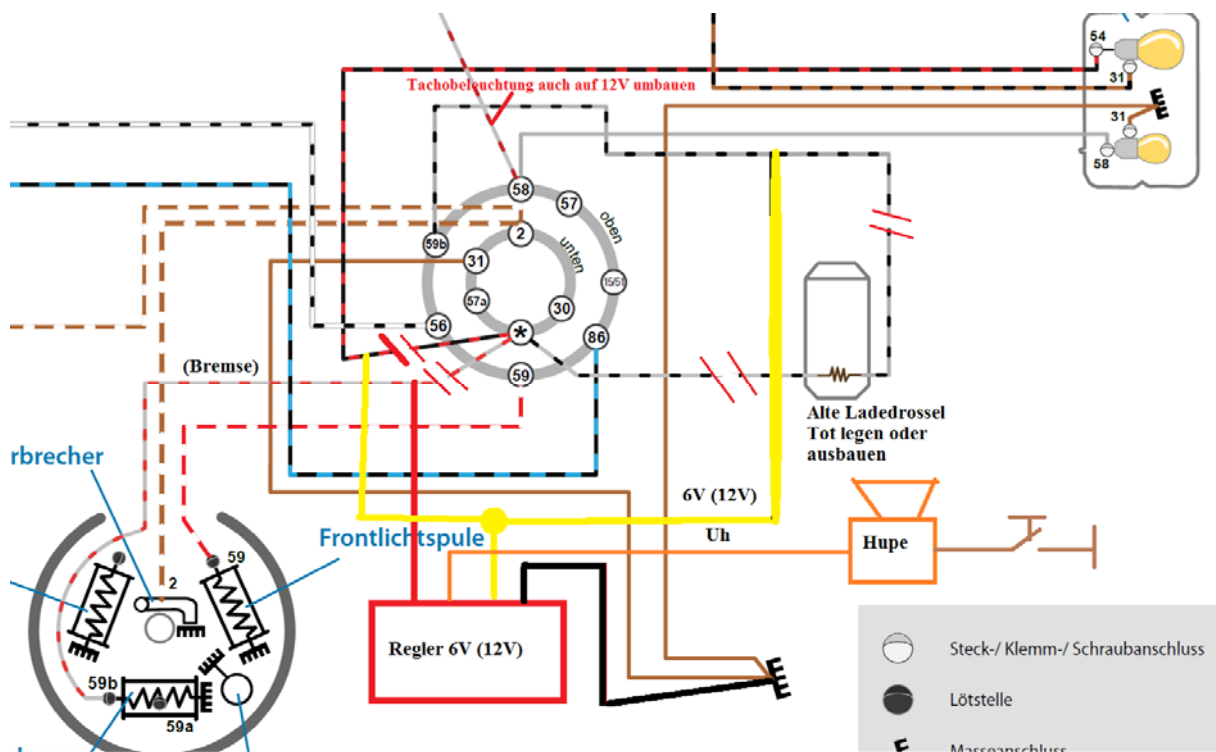 54
Tachobeleuchtung auch auf 12V umbauen
31
31
58
58
57
oben
2
59b
unten
31
15/51
57a
30
56
*
86
(Bremse)
59
Alte Ladedrossel
Tot legen oder
ausbauen
rbrecher
6V (12V)
Uh
Hupe
Frontlichtspule
59
2
Regler 6V (12V)
Steck-/ Klemm-/ Schraubanschluss
59b
59a
Lötstelle
Masseanschluss